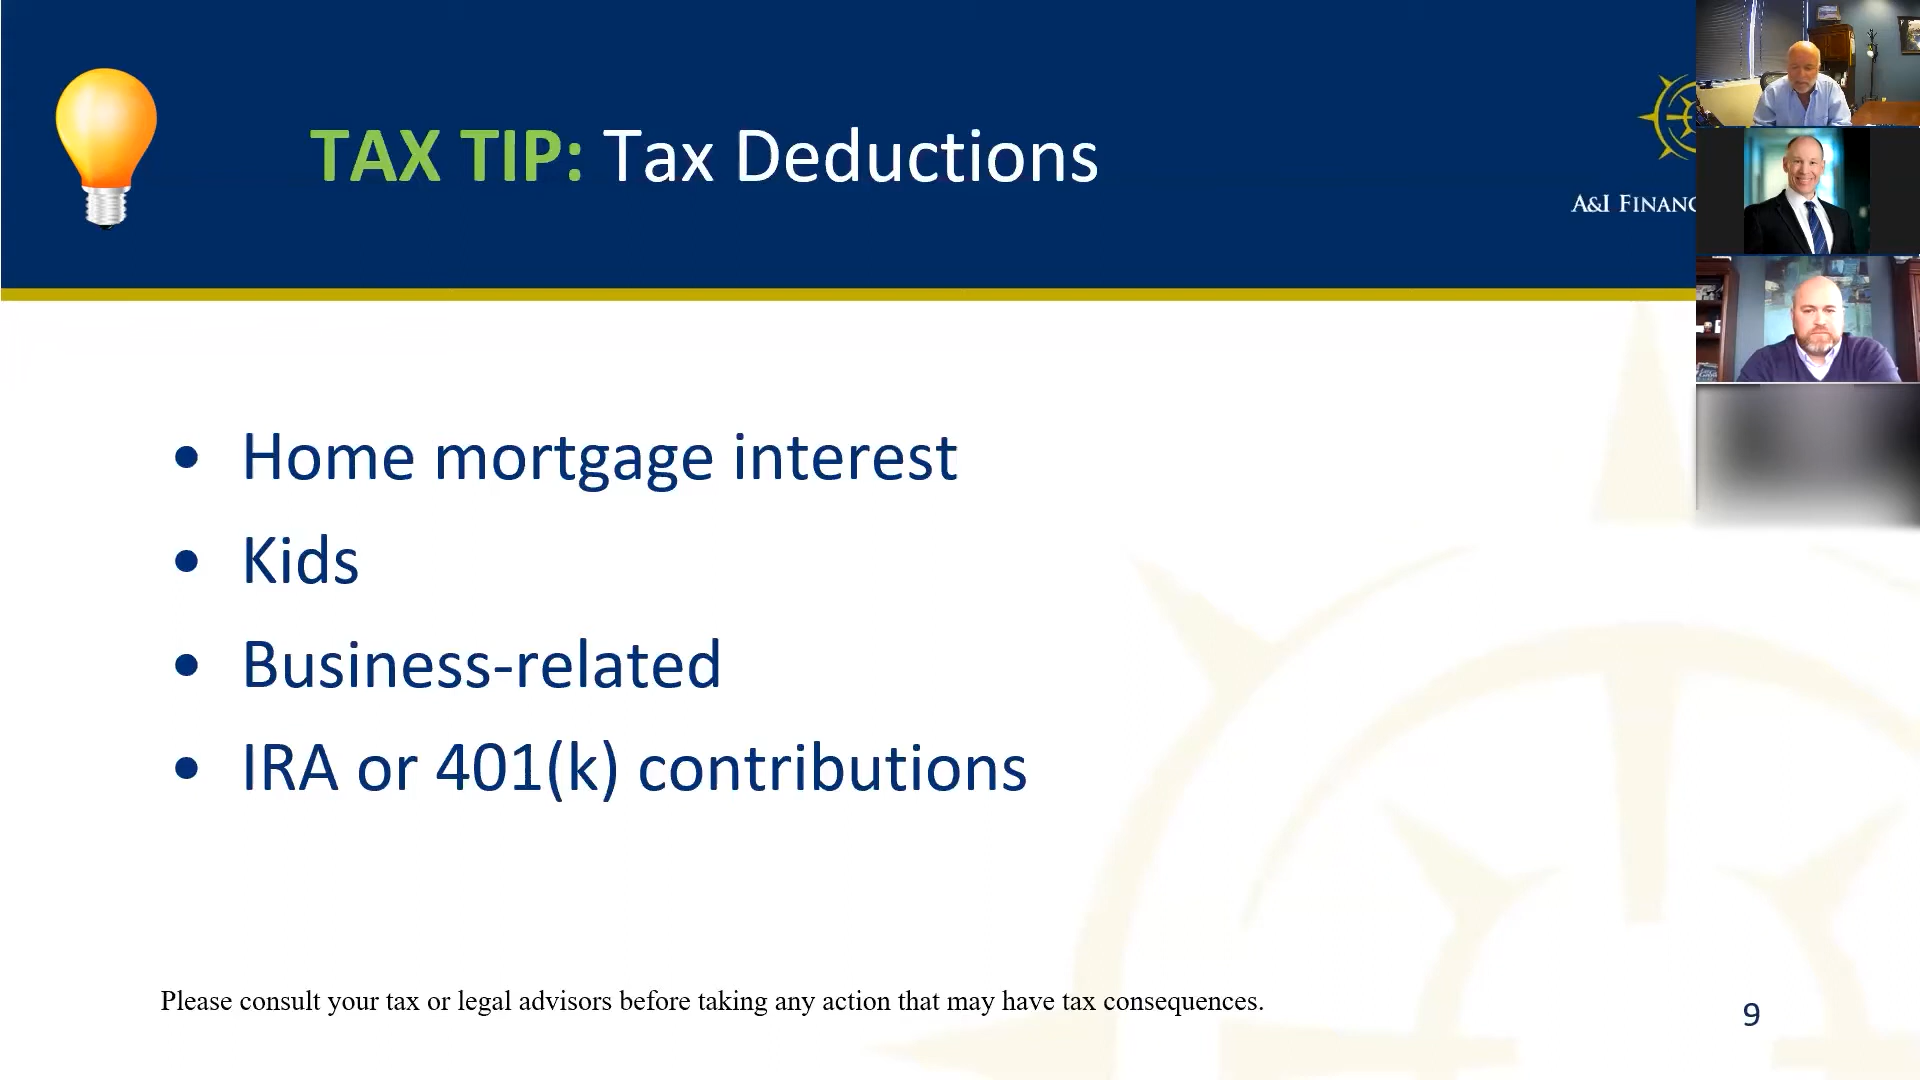 TAX TIP: Tax Deductions
A&I FINANC
• Home mortgage interest
• Kids
• Business-related
• IRA or 401(k) contributions
Please consult your tax or legal advisors before taking any action that may have tax consequences.
9